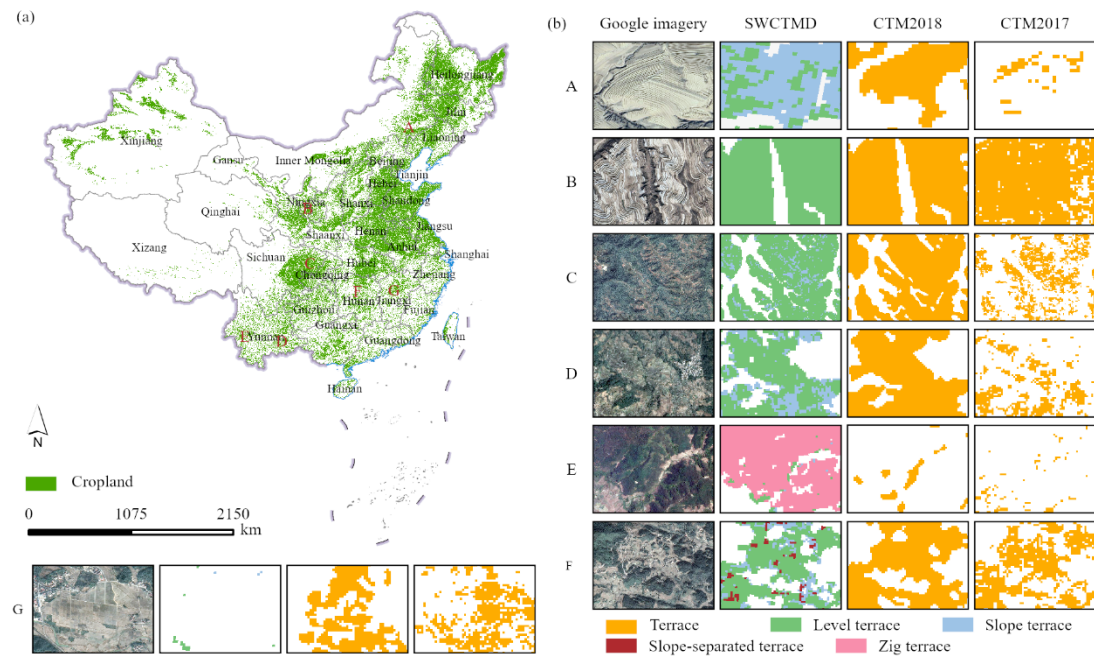 (a)
Heilongjiang
Jilin
A
Liaoning
Xinjiang
Gansu
Inner Mongolia
Beijing
Tianjin
Hebei
Ningxia
B
Shanxi
Shandong
Qinghai
Shaanxi
Henan
Jiangsu
Anhui
Xizang
Sichuan
C
Hubei
Shanghai
Chongqing
F
G
Hunan
Jiangxi
Guizhou
Fujian
E
Yunnan
D
Guangxi
Guangdong
Taiwan
Hainan
N
Cropland
0 1075 2150
km
G
(b)
Google imagery SWCTMD CTM2018 CTM2017
A
B
C
D
E
F
Terrace Level terrace Slope terrace
Slope-separated terrace Zig terrace